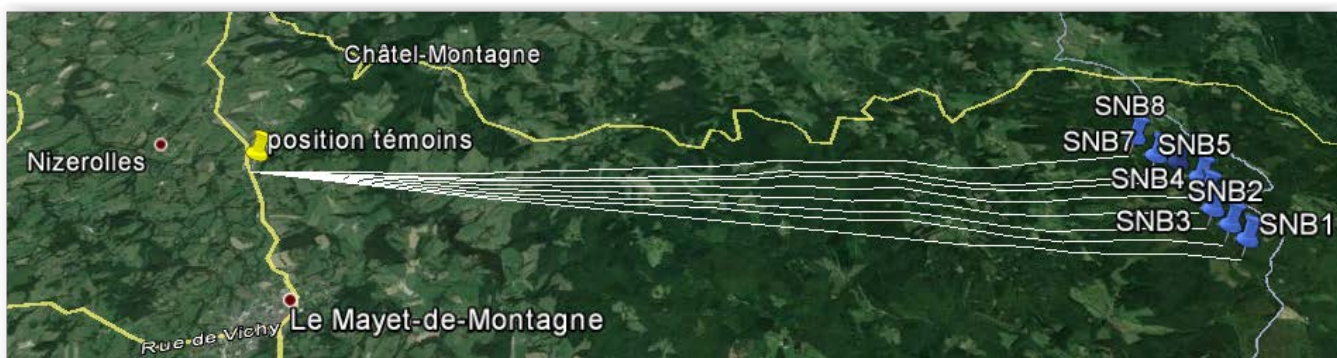 Châtel-Montagne
SNB8
position témoins
SNB7
SNB5
Nizerolles
SNB4
SNB2
SNB3
SNB1
Le Mayet-de-Montagne
Rue de Vichy